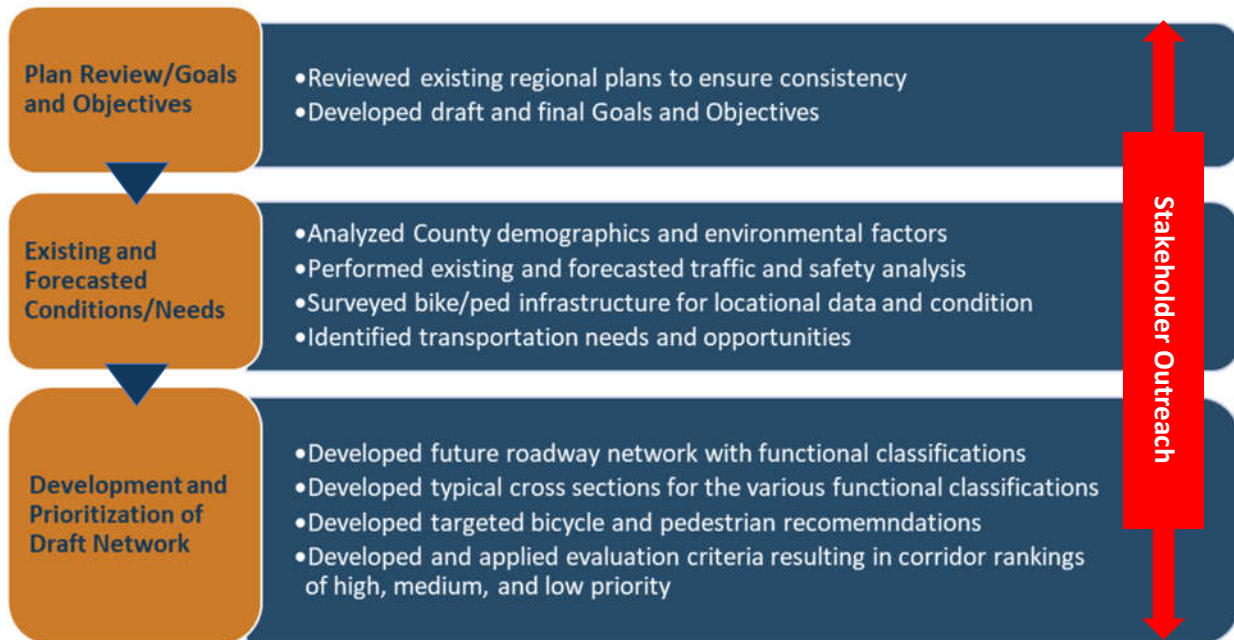 Plan Review/Goals
and Objectives
•Reviewed existing regional plans to ensure consistency
•Developed draft and final Goals and Objectives
Existing and
Forecasted
Conditions/Needs
•Analyzed County demographics and environmental factors
•Performed existing and forecasted traffic and safety analysis
•Surveyed bike/ped infrastructure for locational data and condition
•Identified transportation needs and opportunities
Development and
Prioritization of
Draft Network
•Developed future roadway network with functional classifications
•Developed typical cross sections for the various functional classifications
•Developed targeted bicycle and pedestrian recomemndations
•Developed and applied evaluation criteria resulting in corridor rankings
of high, medium, and low priority
Stakeholder Outreach